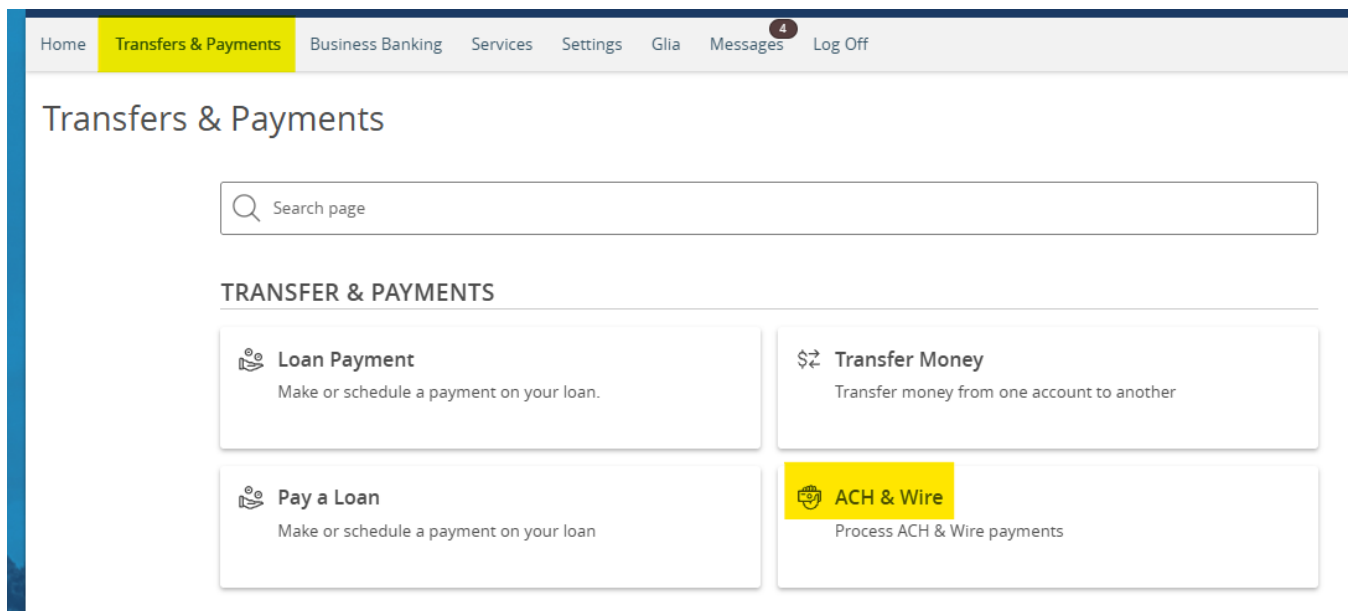 Home Transfers & Payments Business Banking Services Settings Glia Messages 4 Log Off
Transfers & Payments
Search page
TRANSFER & PAYMENTS
Loan Payment
Make or schedule a payment on your loan.
Transfer Money
Transfer money from one account to another
Pay a Loan
Make or schedule a payment on your loan
ACH & Wire
Process ACH & Wire payments